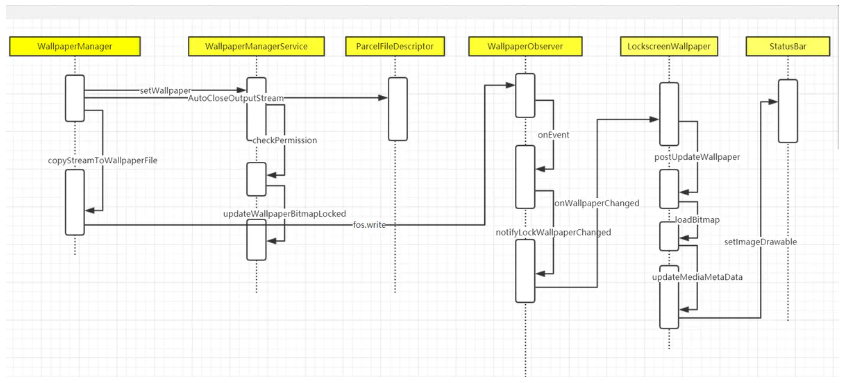 WallpaperManager
WallpaperManagerService
ParcelFileDescriptor
WallpaperObserver
LockscreenWallpaper
StatusBar
setWallpaper
AutoCloseOutputStream
onEvent
checkPermission
copyStreamToWallpaperFile
postUpdateWallpaper
onWallpaperChanged
updateWallpaperBitmapLocked
loadBitmap
fos.write
notifyLockWallpaperChanged
setImageDrawable
updateMediaMetaData